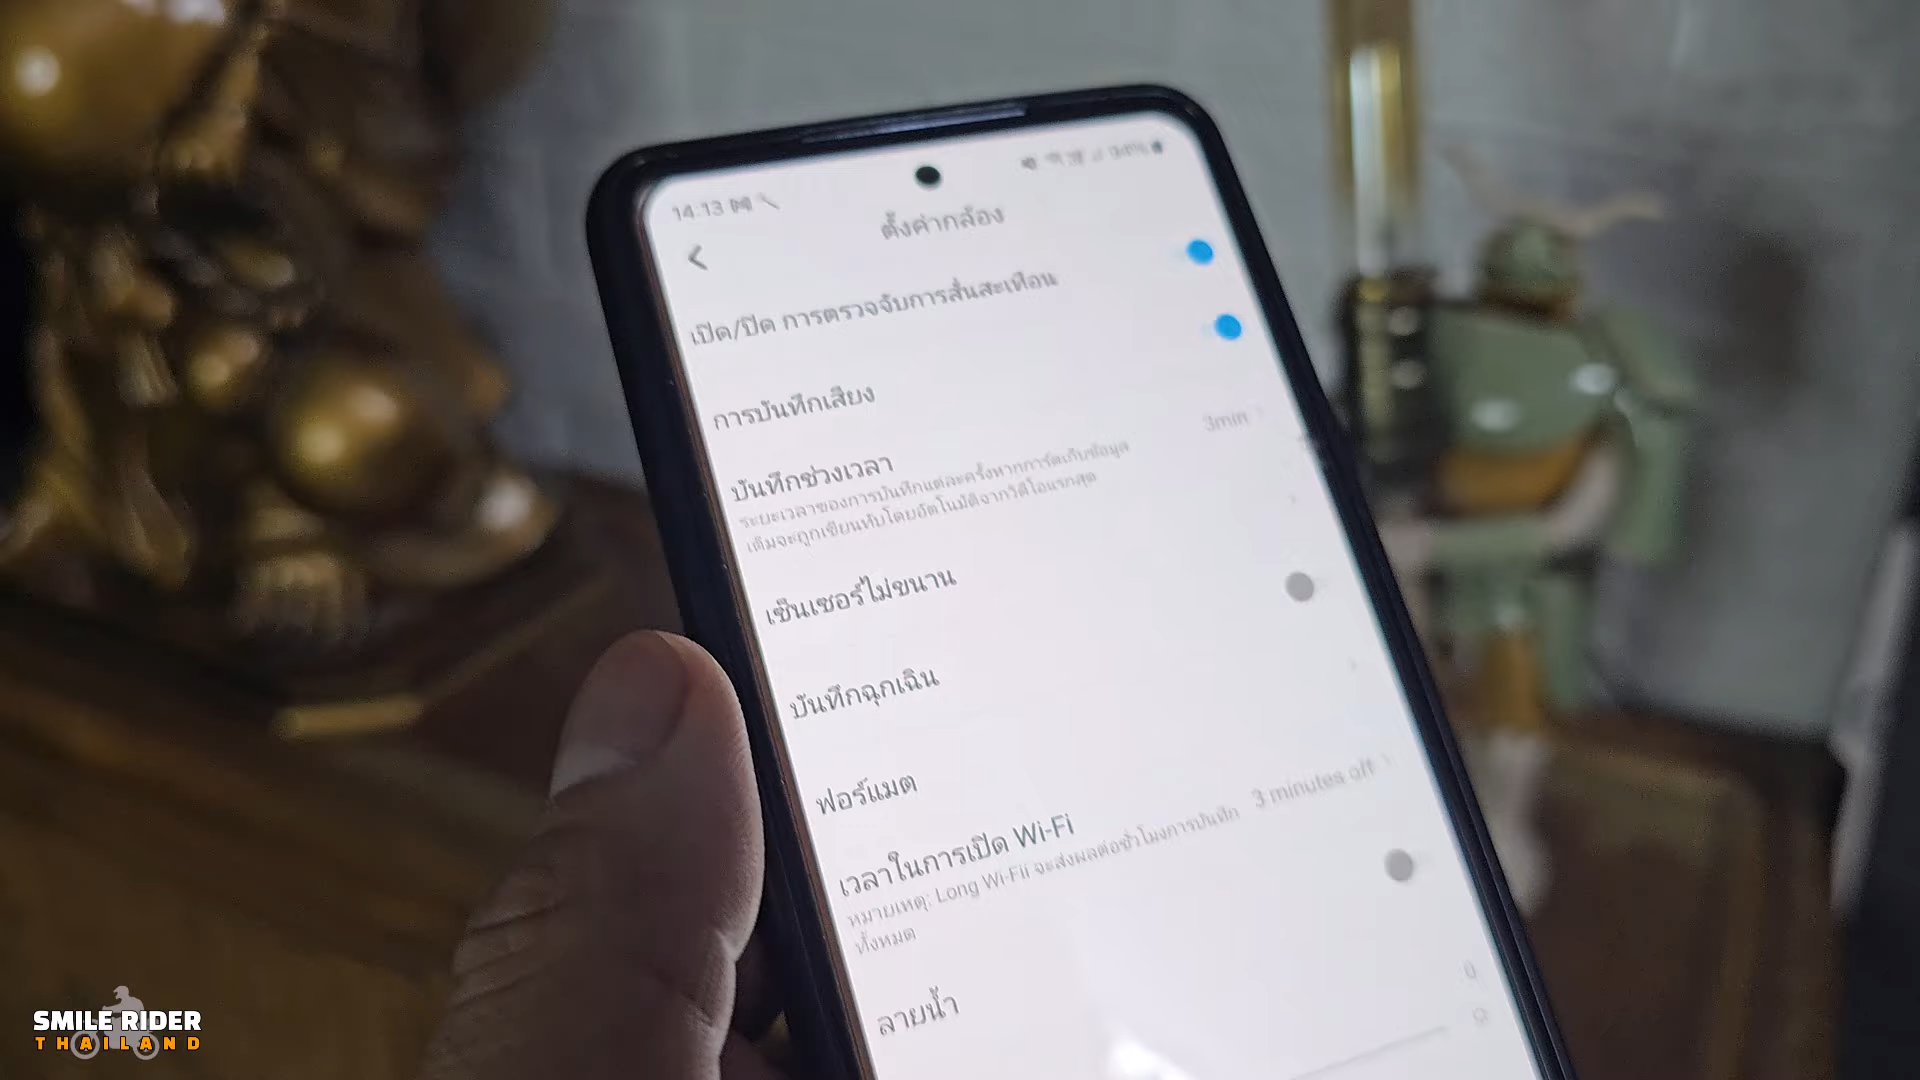 14:13
94%
ตั้งค่ากล้อง
เปิด/ปิด การตรวจจับการสั่นสะเทือน
การบันทึกเสียง
บันทึกช่วงเวลา
3min
ระยะเวลาของการบันทึกแต่ละครั้งหากการ์ดเก็บข้อมูล
เต็มจะถูกเขียนทับโดยอัตโนมัติจากวิดีโอแรกสุด
เซ็นเซอร์ไม่ขนาน
บันทึกฉุกเฉิน
ฟอร์แมต
เวลาในการเปิด Wi-Fi
3 minutes off
หมายเหตุ: Long Wi-Fii จะส่งผลต่อชั่วโมงการบันทึก
ทั้งหมด
ลายน้ำ
SMILE RIDER
THAILAND